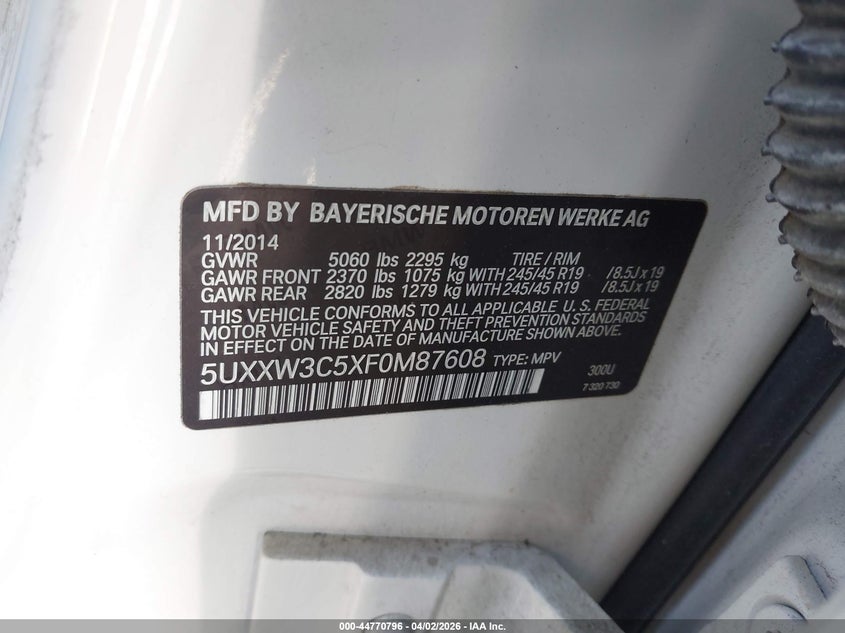 MFD BY BAYERISCHE MOTOREN WERKE AG
11/2014
GVWR 5060 lbs 2295 kg TIRE / RIM
GAWR FRONT 2370 lbs 1075 kg WITH 245/45 R19 /8.5J x 19
GAWR REAR 2820 lbs 1279 kg WITH 245/45 R19 /8.5J x 19
THIS VEHICLE CONFORMS TO ALL APPLICABLE U. S. FEDERAL
MOTOR VEHICLE SAFETY AND THEFT PREVENTION STANDARDS
IN EFFECT ON THE DATE OF MANUFACTURE SHOWN ABOVE.
5UXXW3C5XF0M87608 TYPE: MPV
300U
7 320 730
000-44770796 - 04/02/2026 - IAA Inc.